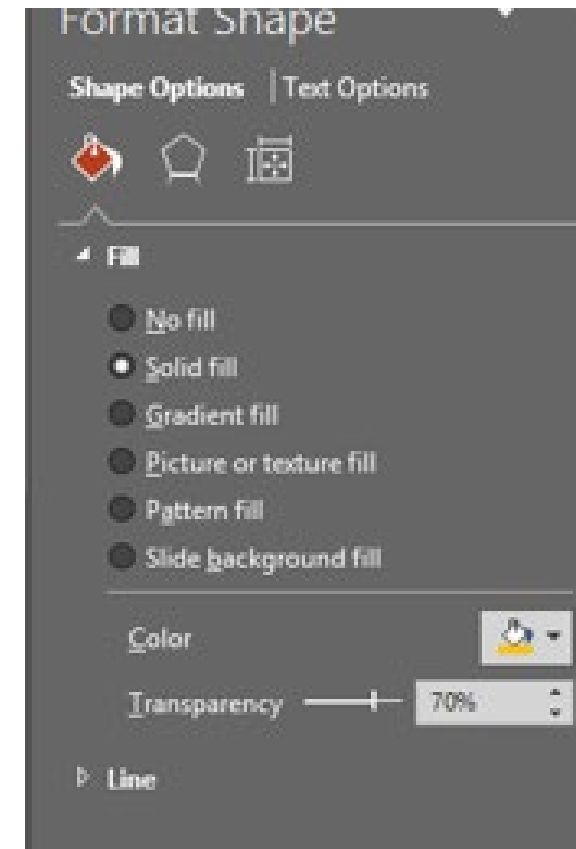 Format Shape
Shape Options | Text Options
Fill
No fill
Solid fill
Gradient fill
Picture or texture fill
Pattern fill
Slide background fill
Color
Transparency 70%
Line